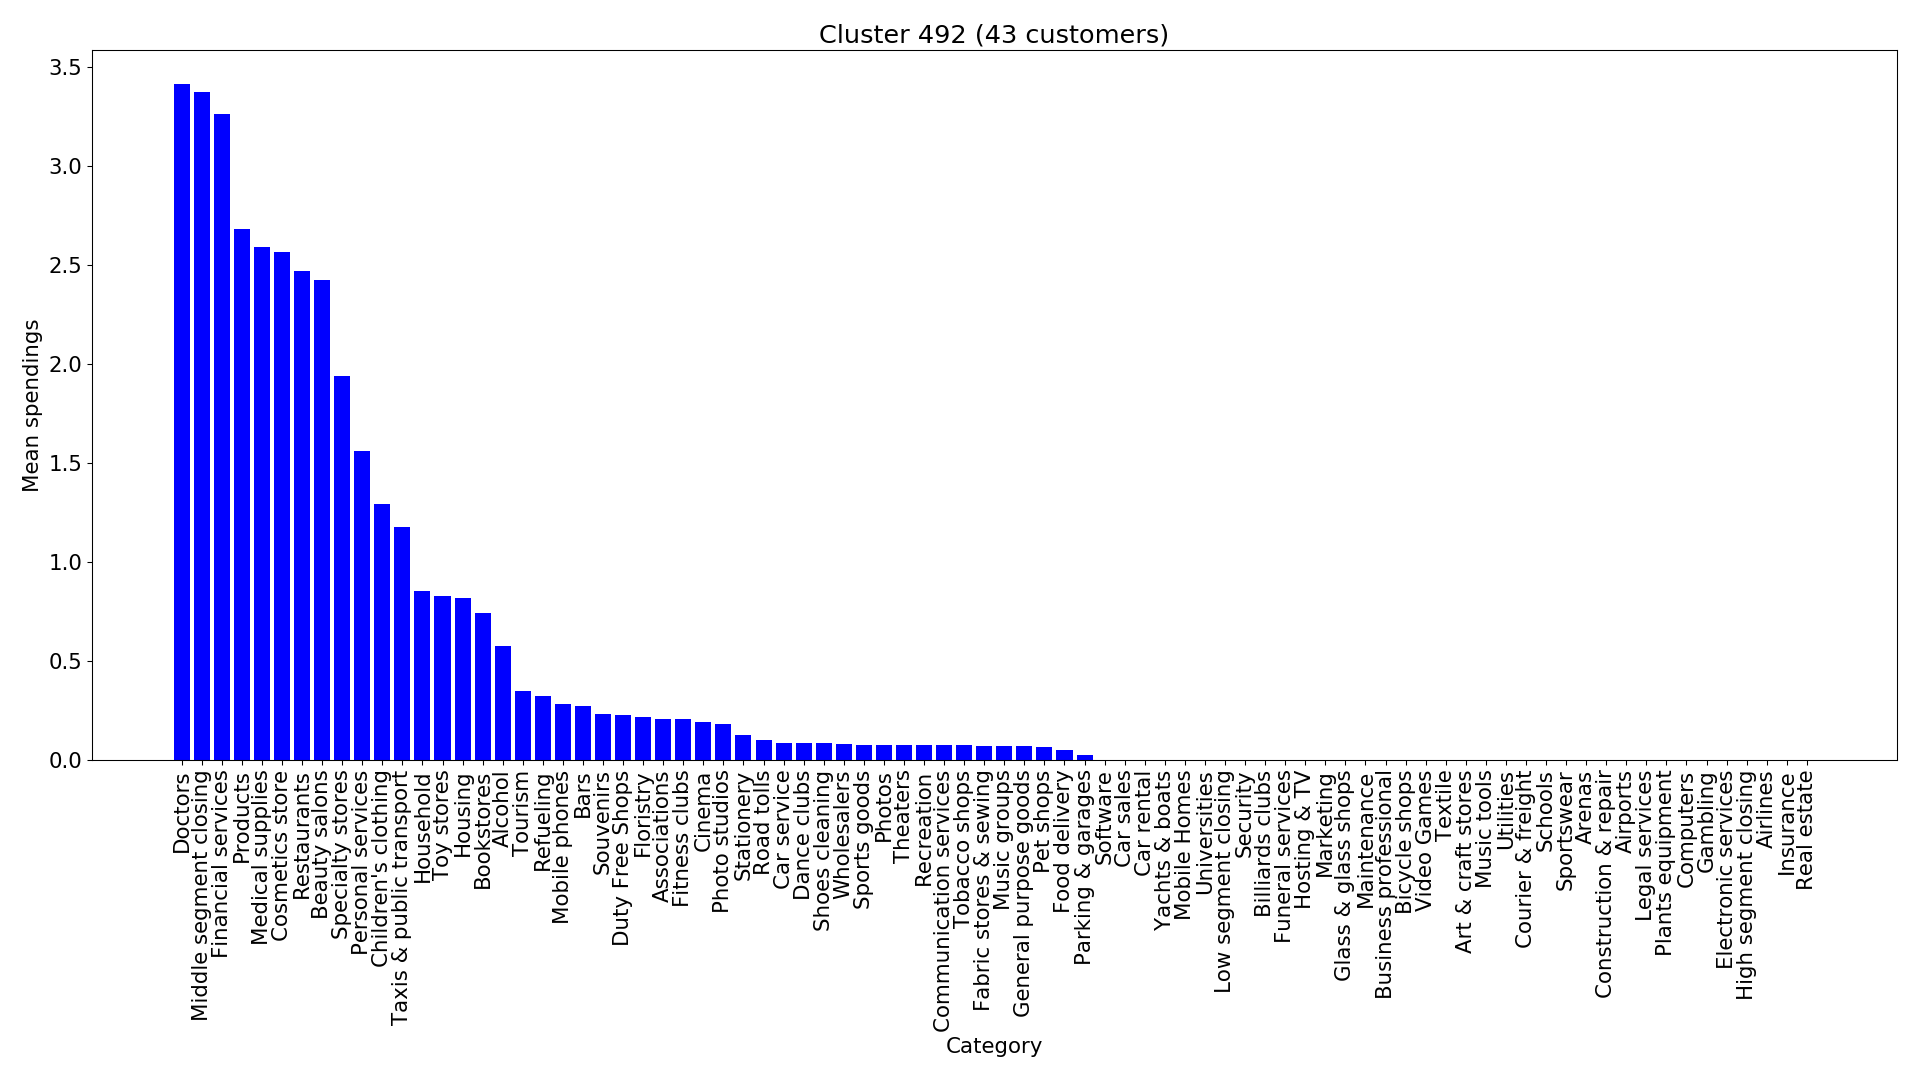 Cluster 492 (43 customers)
3.5
3.0
2.5
2.0
1.5
1.0
0.5
0.0
Mean spendings
Doctors
Middle segment closing
Financial services
Products
Medical supplies
Cosmetics store
Restaurants
Beauty salons
Specialty stores
Personal services
Children's clothing
Taxis & public transport
Household
Toy stores
Housing
Bookstores
Alcohol
Tourism
Refueling
Mobile phones
Bars
Souvenirs
Duty Free Shops
Floristry
Associations
Fitness clubs
Cinema
Photo studios
Stationery
Road tolls
Car service
Dance clubs
Shoes cleaning
Wholesalers
Sports goods
Photos
Theaters
Recreation
Communication services
Tobacco shops
Fabric stores & sewing
Music groups
General purpose goods
Pet shops
Food delivery
Parking & garages
Software
Car sales
Car rental
Yachts & boats
Mobile Homes
Universities
Low segment closing
Security
Billiards clubs
Funeral services
Hosting & TV
Marketing
Glass & glass shops
Maintenance
Business professional
Bicycle shops
Video Games
Textile
Art & craft stores
Music tools
Utilities
Courier & freight
Schools
Sportswear
Arenas
Construction & repair
Airports
Legal services
Plants equipment
Computers
Gambling
Electronic services
High segment closing
Airlines
Insurance
Real estate
Category